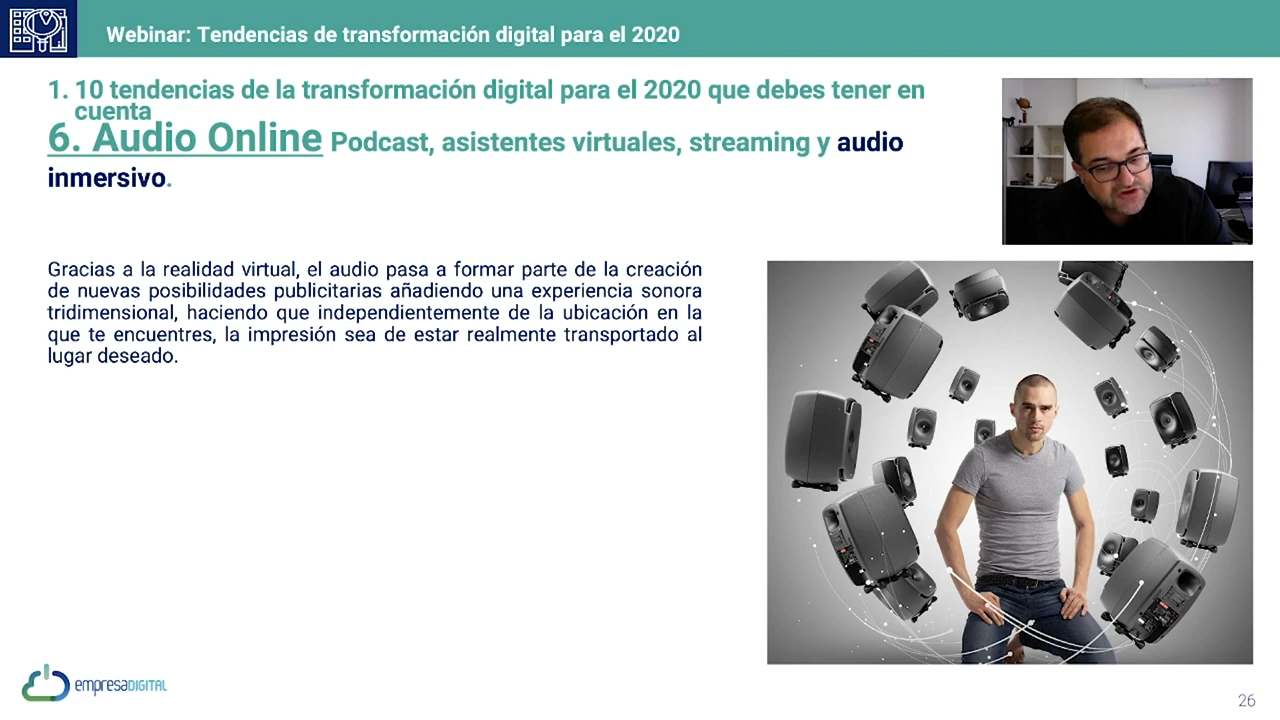 Webinar: Tendencias de transformación digital para el 2020
1. 10 tendencias de la transformación digital para el 2020 que debes tener en
cuenta
6. Audio Online Podcast, asistentes virtuales, streaming y audio
inmersivo.
Gracias a la realidad virtual, el audio pasa a formar parte de la creación
de nuevas posibilidades publicitarias añadiendo una experiencia sonora
tridimensional, haciendo que independientemente de la ubicación en la
que te encuentres, la impresión sea de estar realmente transportado al
lugar deseado.
empresaDIGITAL
26